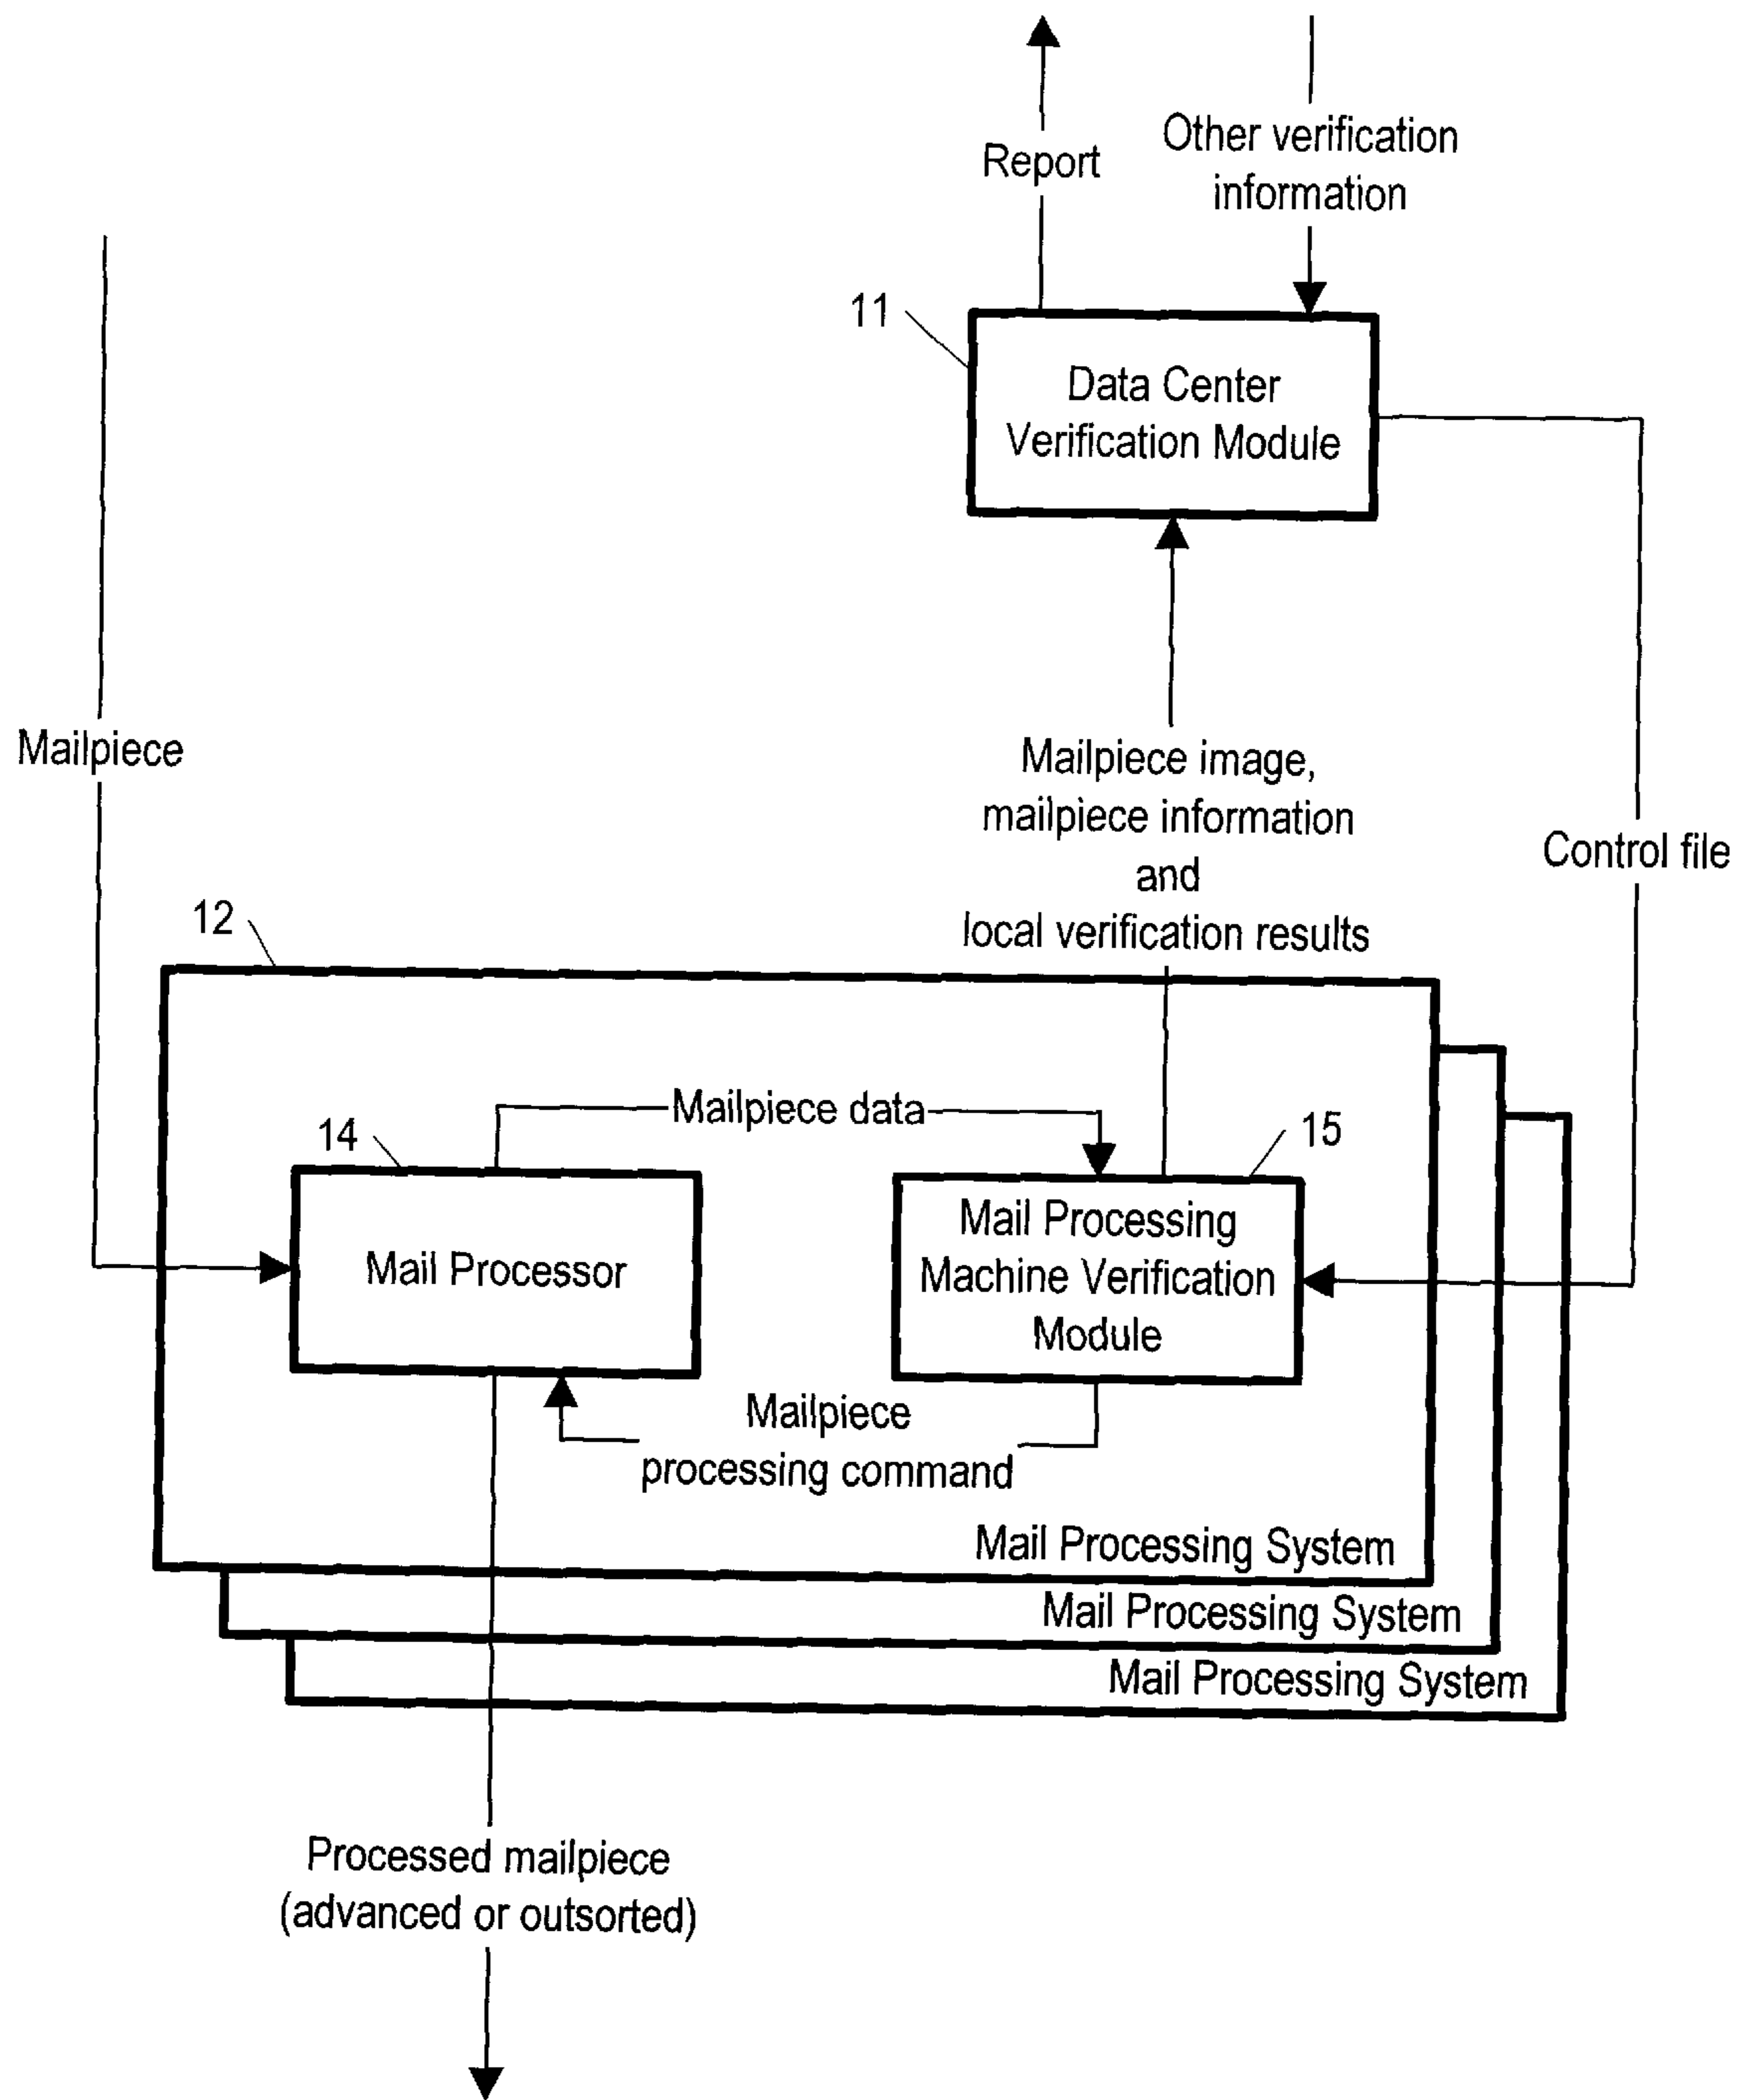 Report
Other verification
information
11
Data Center
Verification Module
Mailpiece
Mailpiece image,
mailpiece information
and
local verification results
Control file
12
Mailpiece data
14
15
Mail Processor
Mail Processing
Machine Verification
Module
Mailpiece
processing command
Mail Processing System
Mail Processing System
Mail Processing System
Processed mailpiece
(advanced or outsorted)